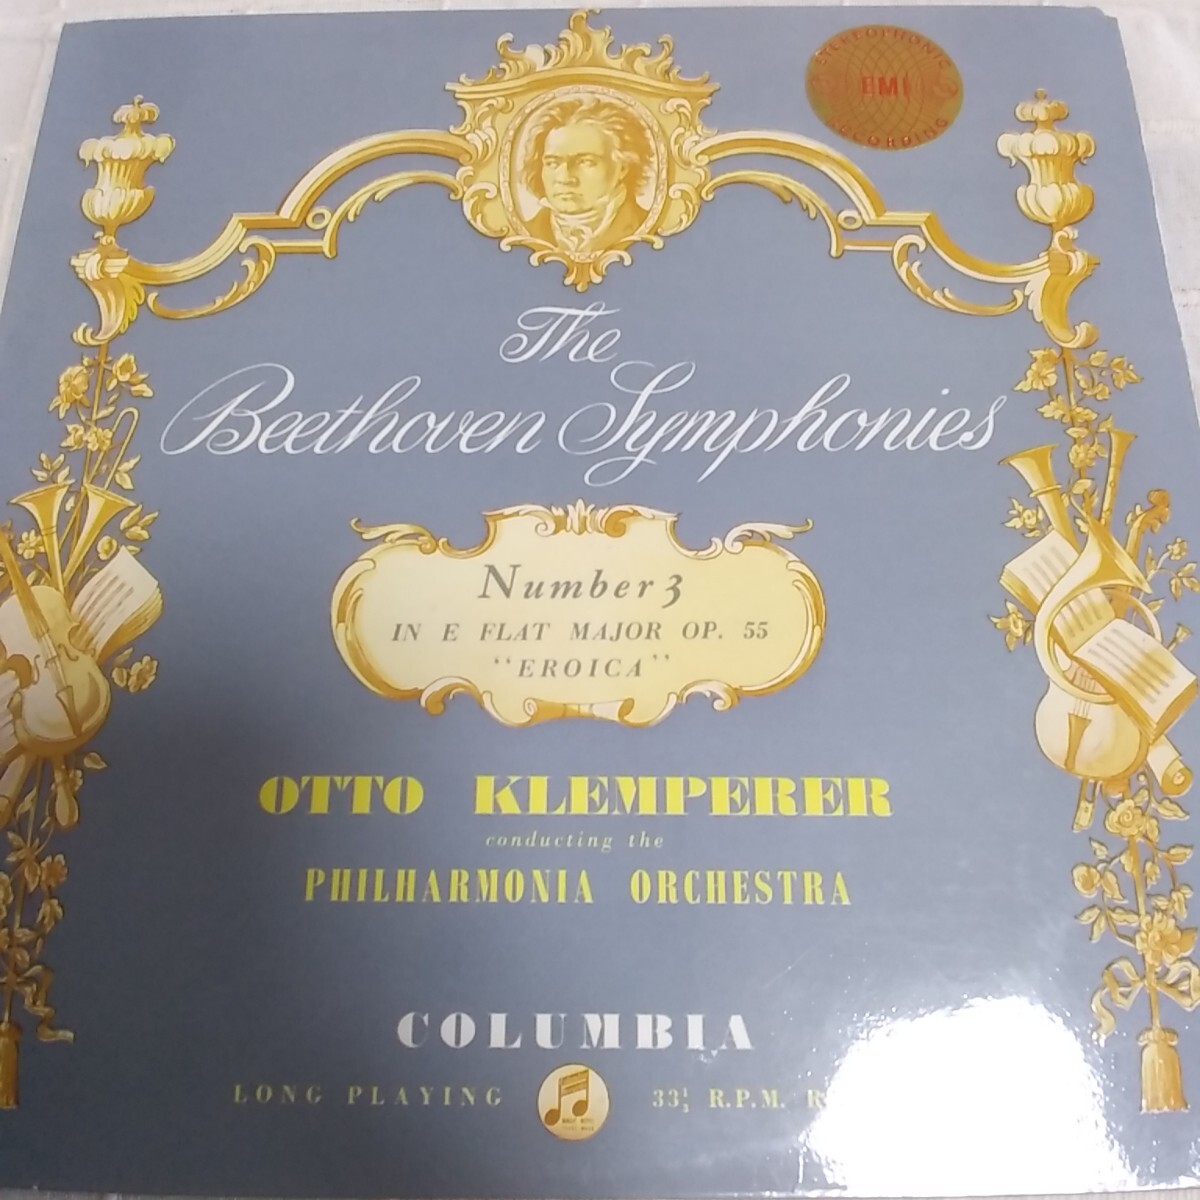 STEREOPHONIC
EMI
RECORDING
The
Beethoven Symphonies
Number 3
IN E FLAT MAJOR OP. 55
"EROICA"
OTTO KLEMPERER
conducting the
PHILHARMONIA ORCHESTRA
COLUMBIA
LONG PLAYING 33⅓ R.P.M.